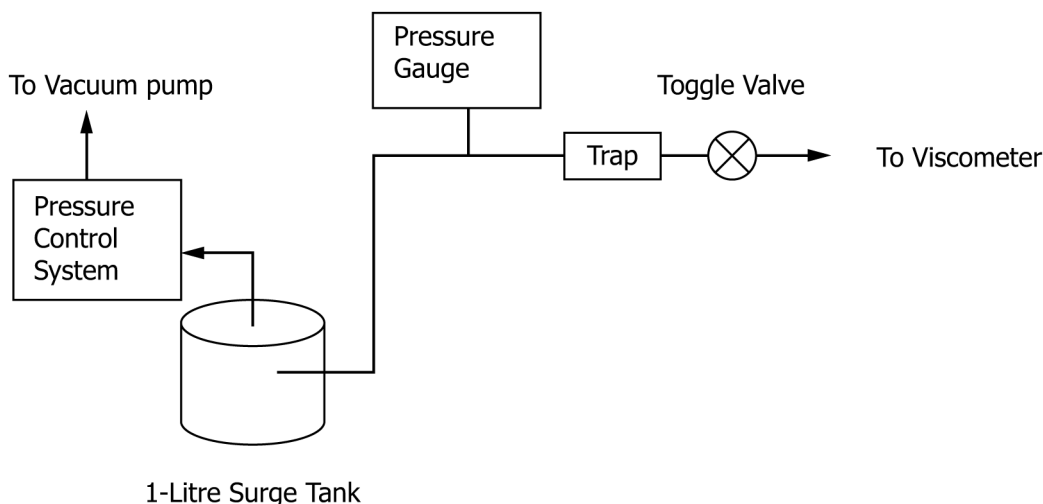 Pressure
Gauge
To Vacuum pump
Toggle Valve
Trap
To Viscometer
Pressure
Control
System
1-Litre Surge Tank